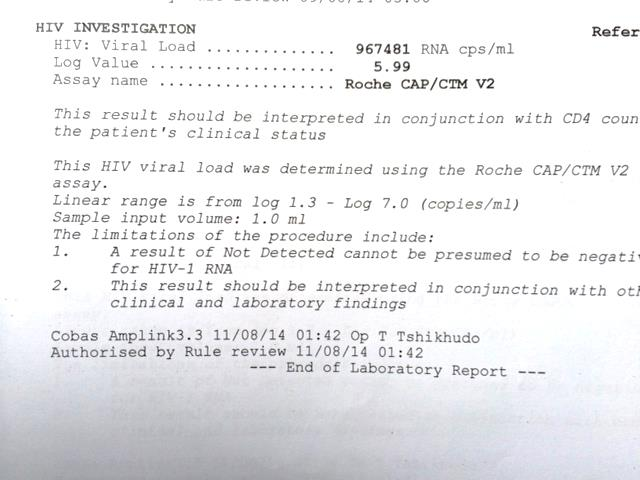 HIV INVESTIGATION Refer
HIV: Viral Load .............. 967481 RNA cps/ml
Log Value .................... 5.99
Assay name ................... Roche CAP/CTM V2
This result should be interpreted in conjunction with CD4 coun
the patient's clinical status
This HIV viral load was determined using the Roche CAP/CTM V2
assay.
Linear range is from log 1.3 - Log 7.0 (copies/ml)
Sample input volume: 1.0 ml
The limitations of the procedure include:
1. A result of Not Detected cannot be presumed to be negati
for HIV-1 RNA
2. This result should be interpreted in conjunction with oth
clinical and laboratory findings
Cobas Amplink3.3 11/08/14 01:42 Op T Tshikhudo
Authorised by Rule review 11/08/14 01:42
--- End of Laboratory Report ---